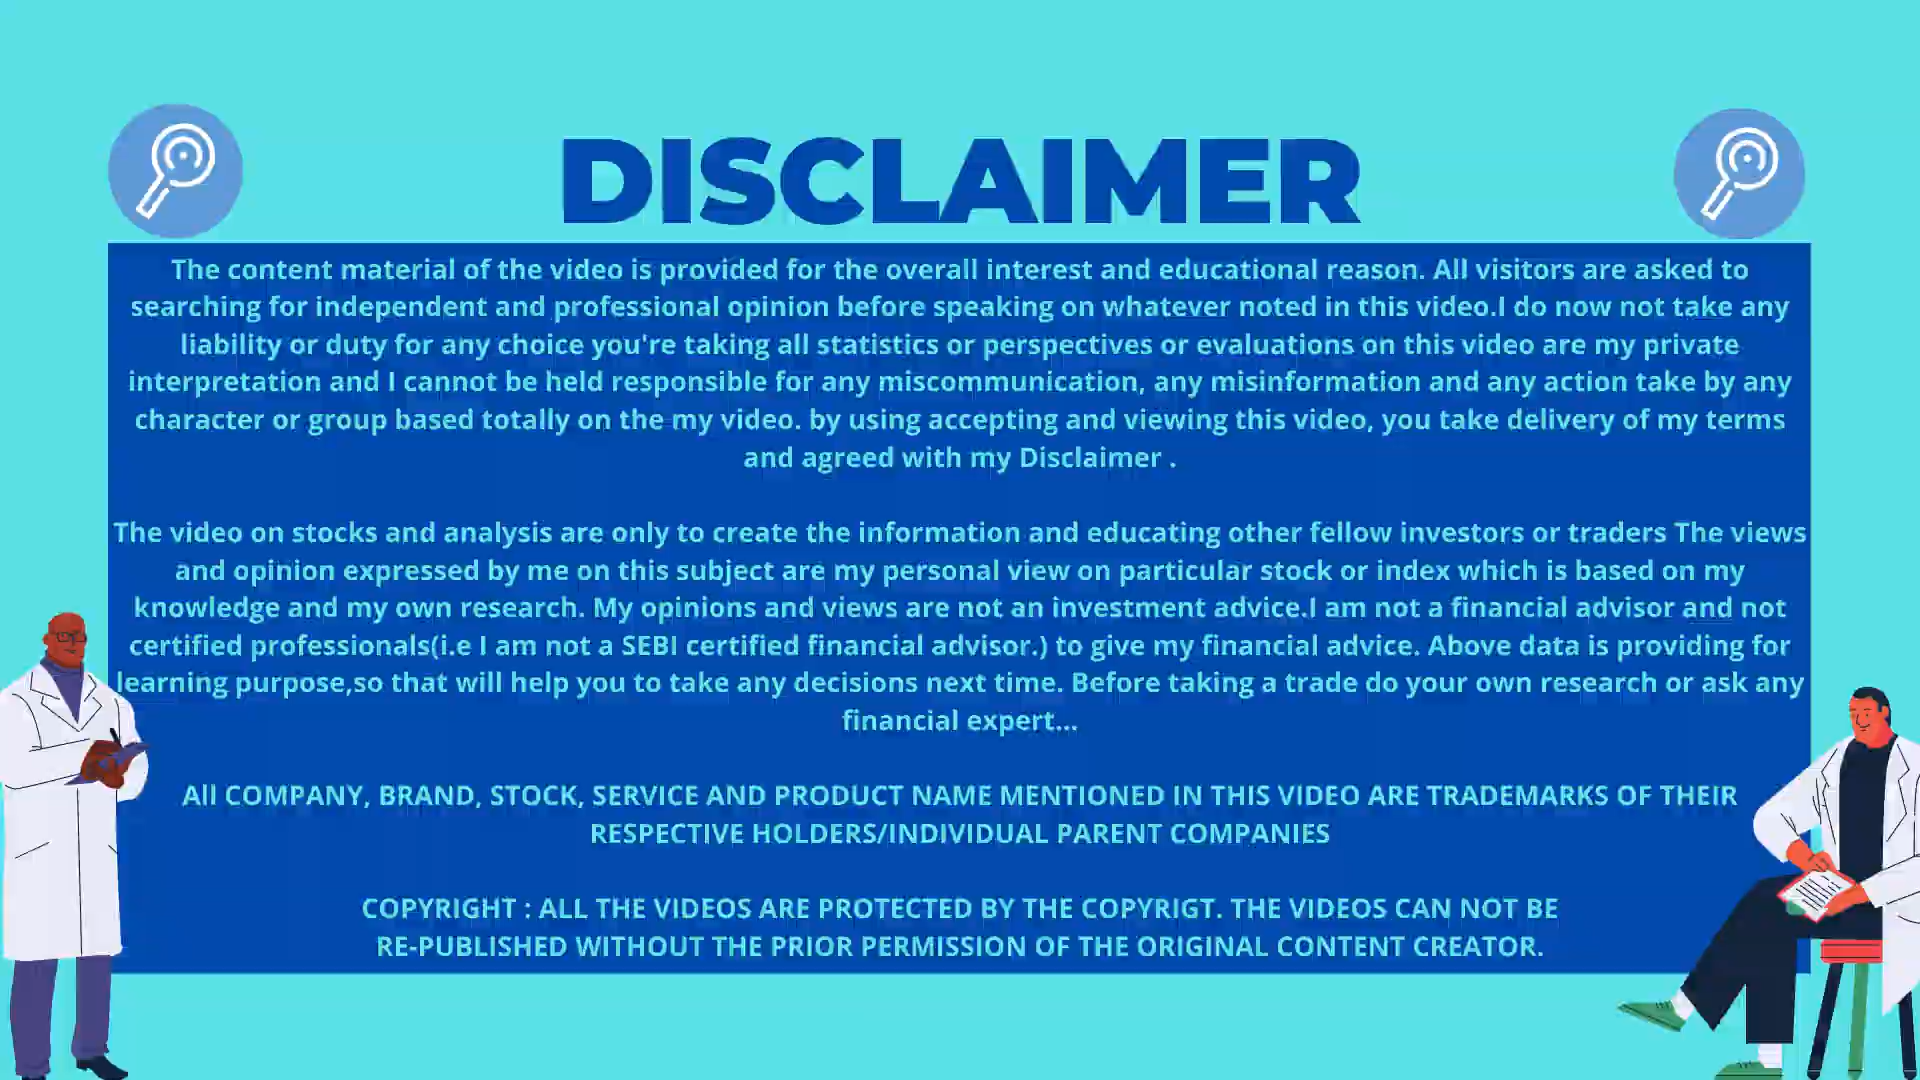 DISCLAIMER
The content material of the video is provided for the overall interest and educational reason. All visitors are asked to
searching for independent and professional opinion before speaking on whatever noted in this video.I do now not take any
liability or duty for any choice you're taking all statistics or perspectives or evaluations on this video are my private
interpretation and I cannot be held responsible for any miscommunication, any misinformation and any action take by any
character or group based totally on the my video. by using accepting and viewing this video, you take delivery of my terms
and agreed with my Disclaimer .
The video on stocks and analysis are only to create the information and educating other fellow investors or traders The views
and opinion expressed by me on this subject are my personal view on particular stock or index which is based on my
knowledge and my own research. My opinions and views are not an investment advice.I am not a financial advisor and not
certified professionals(i.e I am not a SEBI certified financial advisor.) to give my financial advice. Above data is providing for
learning purpose,so that will help you to take any decisions next time. Before taking a trade do your own research or ask any
financial expert...
All COMPANY, BRAND, STOCK, SERVICE AND PRODUCT NAME MENTIONED IN THIS VIDEO ARE TRADEMARKS OF THEIR
RESPECTIVE HOLDERS/INDIVIDUAL PARENT COMPANIES
COPYRIGHT : ALL THE VIDEOS ARE PROTECTED BY THE COPYRIGT. THE VIDEOS CAN NOT BE
RE-PUBLISHED WITHOUT THE PRIOR PERMISSION OF THE ORIGINAL CONTENT CREATOR.